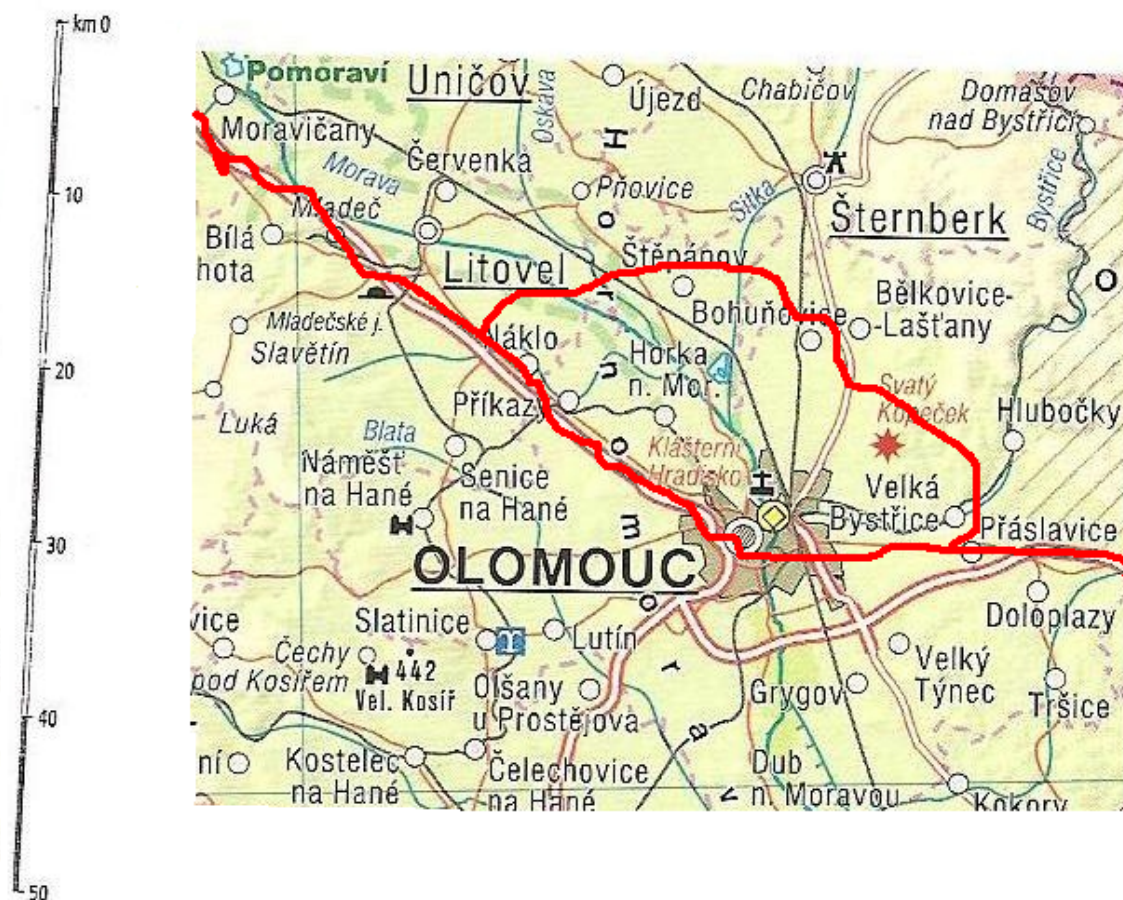 km 0
10
20
30
40
50
Pomoraví
Uničov
Oskava
Újezd
Chabičov
Domašov
nad Bystřicí
Moravičany
Červenka
Morava
Mladeč
H
o
r
n
o
m
o
r
a
v
Pňovice
Sitka
Bystřice
Šternberk
Bílá
hota
Litovel
Štěpánov
Bohuňovice
Bělkovice-
-Lašťany
O
Mladečské j.
Slavětín
Náklo
Horka
n. Mor.
Příkazy
Luká
Blata
Svatý
Kopeček
Hlubočky
Klášterní
Hradisko
Náměšť
na Hané
Senice
na Hané
Velká
Bystřice
Přáslavice
OLOMOUC
Doloplazy
vice
Slatinice
Lutín
Čechy
pod Kosířem
442
Vel. Kosíř
Olšany
u Prostějova
Velký
Týnec
Grygov
Tršice
ní
Kostelec
na Hané
Čelechovice
na Hané
Dub
n. Moravou
Kokory